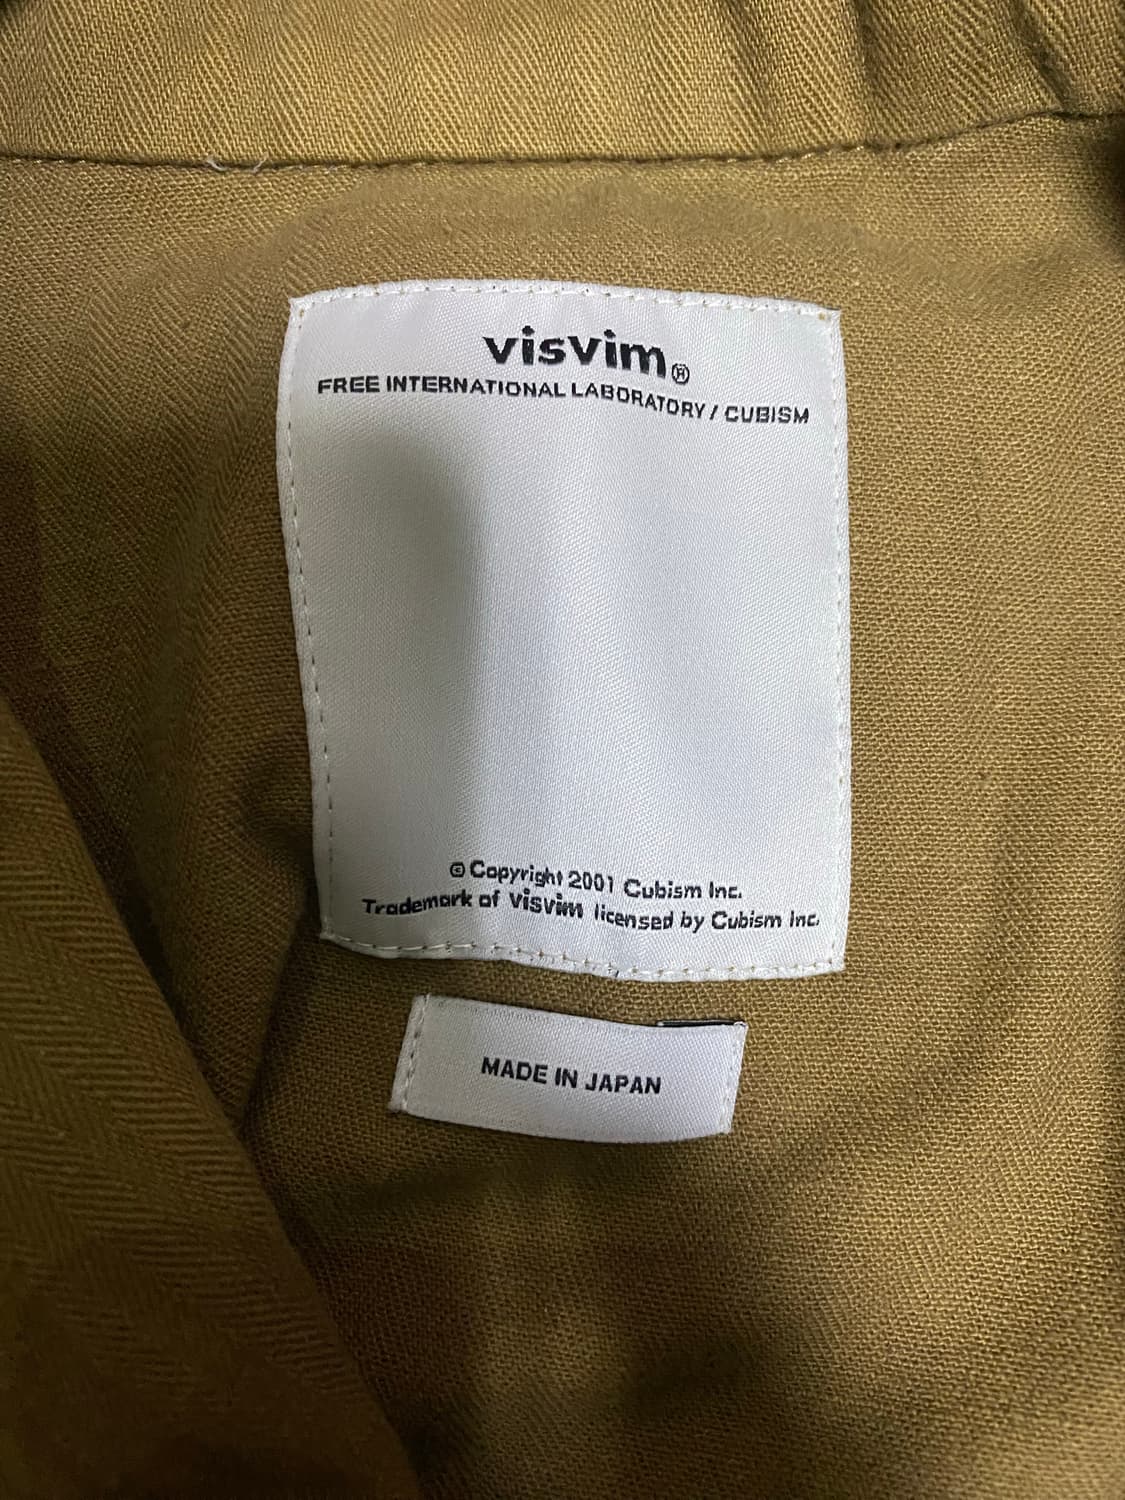 visvim®
FREE INTERNATIONAL LABORATORY / CUBISM
© Copyright 2001 Cubism Inc.
Trademark of visvim licensed by Cubism Inc.
MADE IN JAPAN